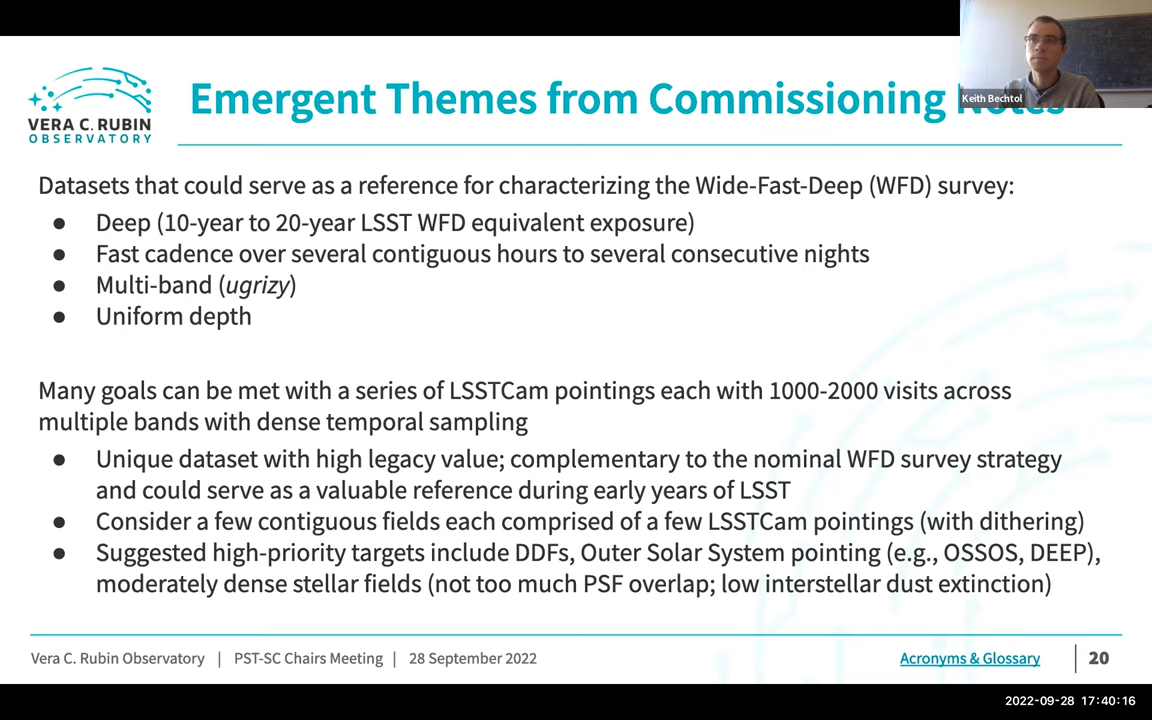 Keith Bechtol
VERA C. RUBIN
OBSERVATORY
Emergent Themes from Commissioning Notes
Datasets that could serve as a reference for characterizing the Wide-Fast-Deep (WFD) survey:
● Deep (10-year to 20-year LSST WFD equivalent exposure)
● Fast cadence over several contiguous hours to several consecutive nights
● Multi-band (ugrizy)
● Uniform depth
Many goals can be met with a series of LSSTCam pointings each with 1000-2000 visits across
multiple bands with dense temporal sampling
● Unique dataset with high legacy value; complementary to the nominal WFD survey strategy
and could serve as a valuable reference during early years of LSST
● Consider a few contiguous fields each comprised of a few LSSTCam pointings (with dithering)
● Suggested high-priority targets include DDFs, Outer Solar System pointing (e.g., OSSOS, DEEP),
moderately dense stellar fields (not too much PSF overlap; low interstellar dust extinction)
Vera C. Rubin Observatory | PST-SC Chairs Meeting | 28 September 2022 Acronyms & Glossary | 20
2022-09-28 17:40:16